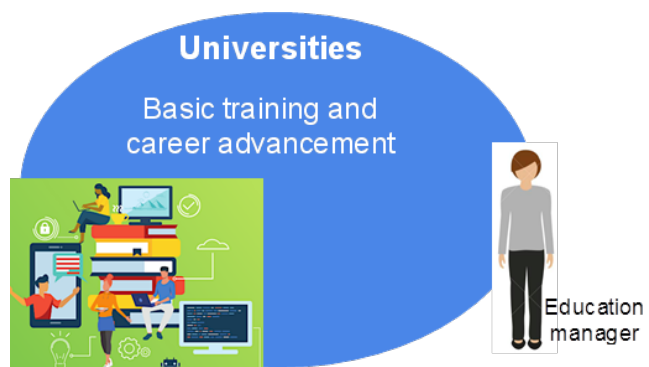 Universities
Basic training and
career advancement
Education
manager